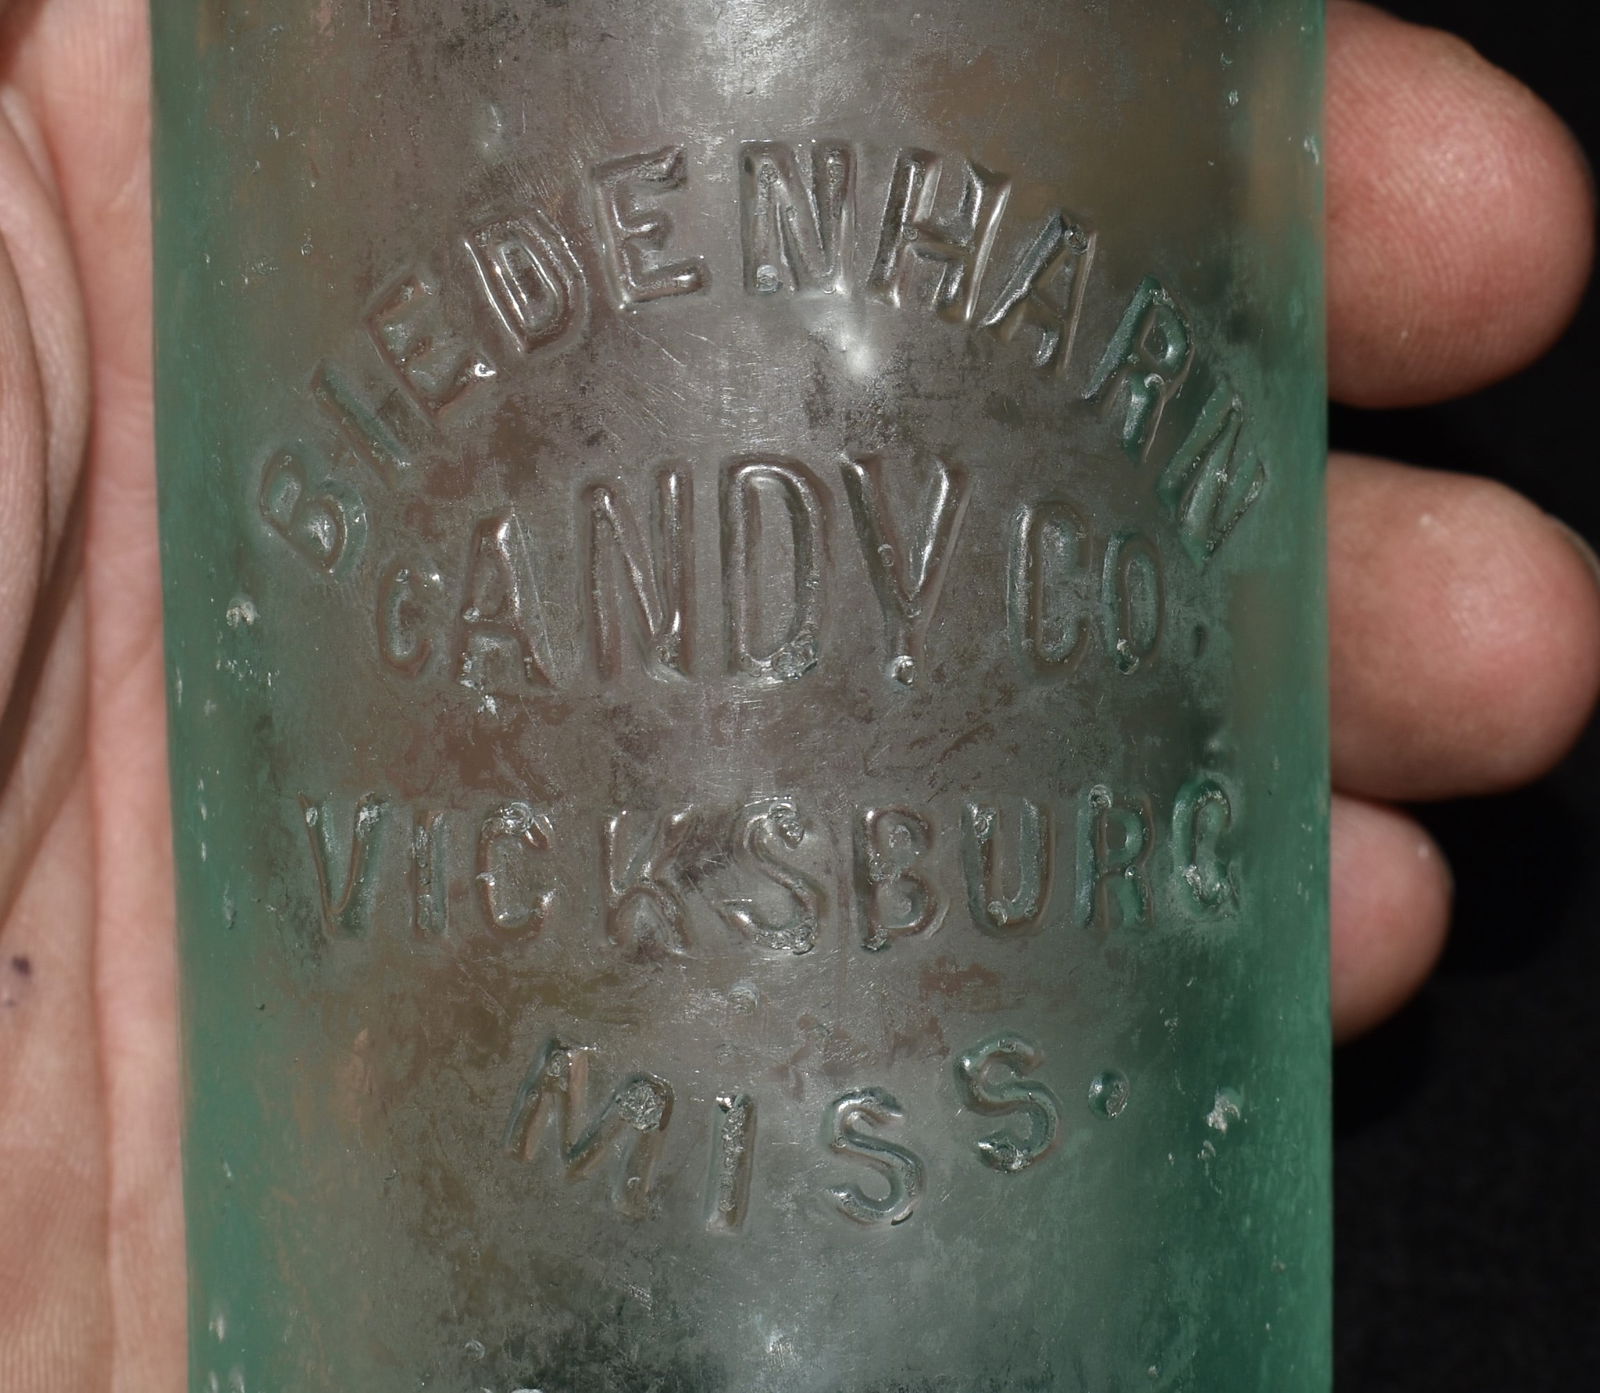 BIEDENHARN
CANDY CO.
VICKSBURG
MISS.